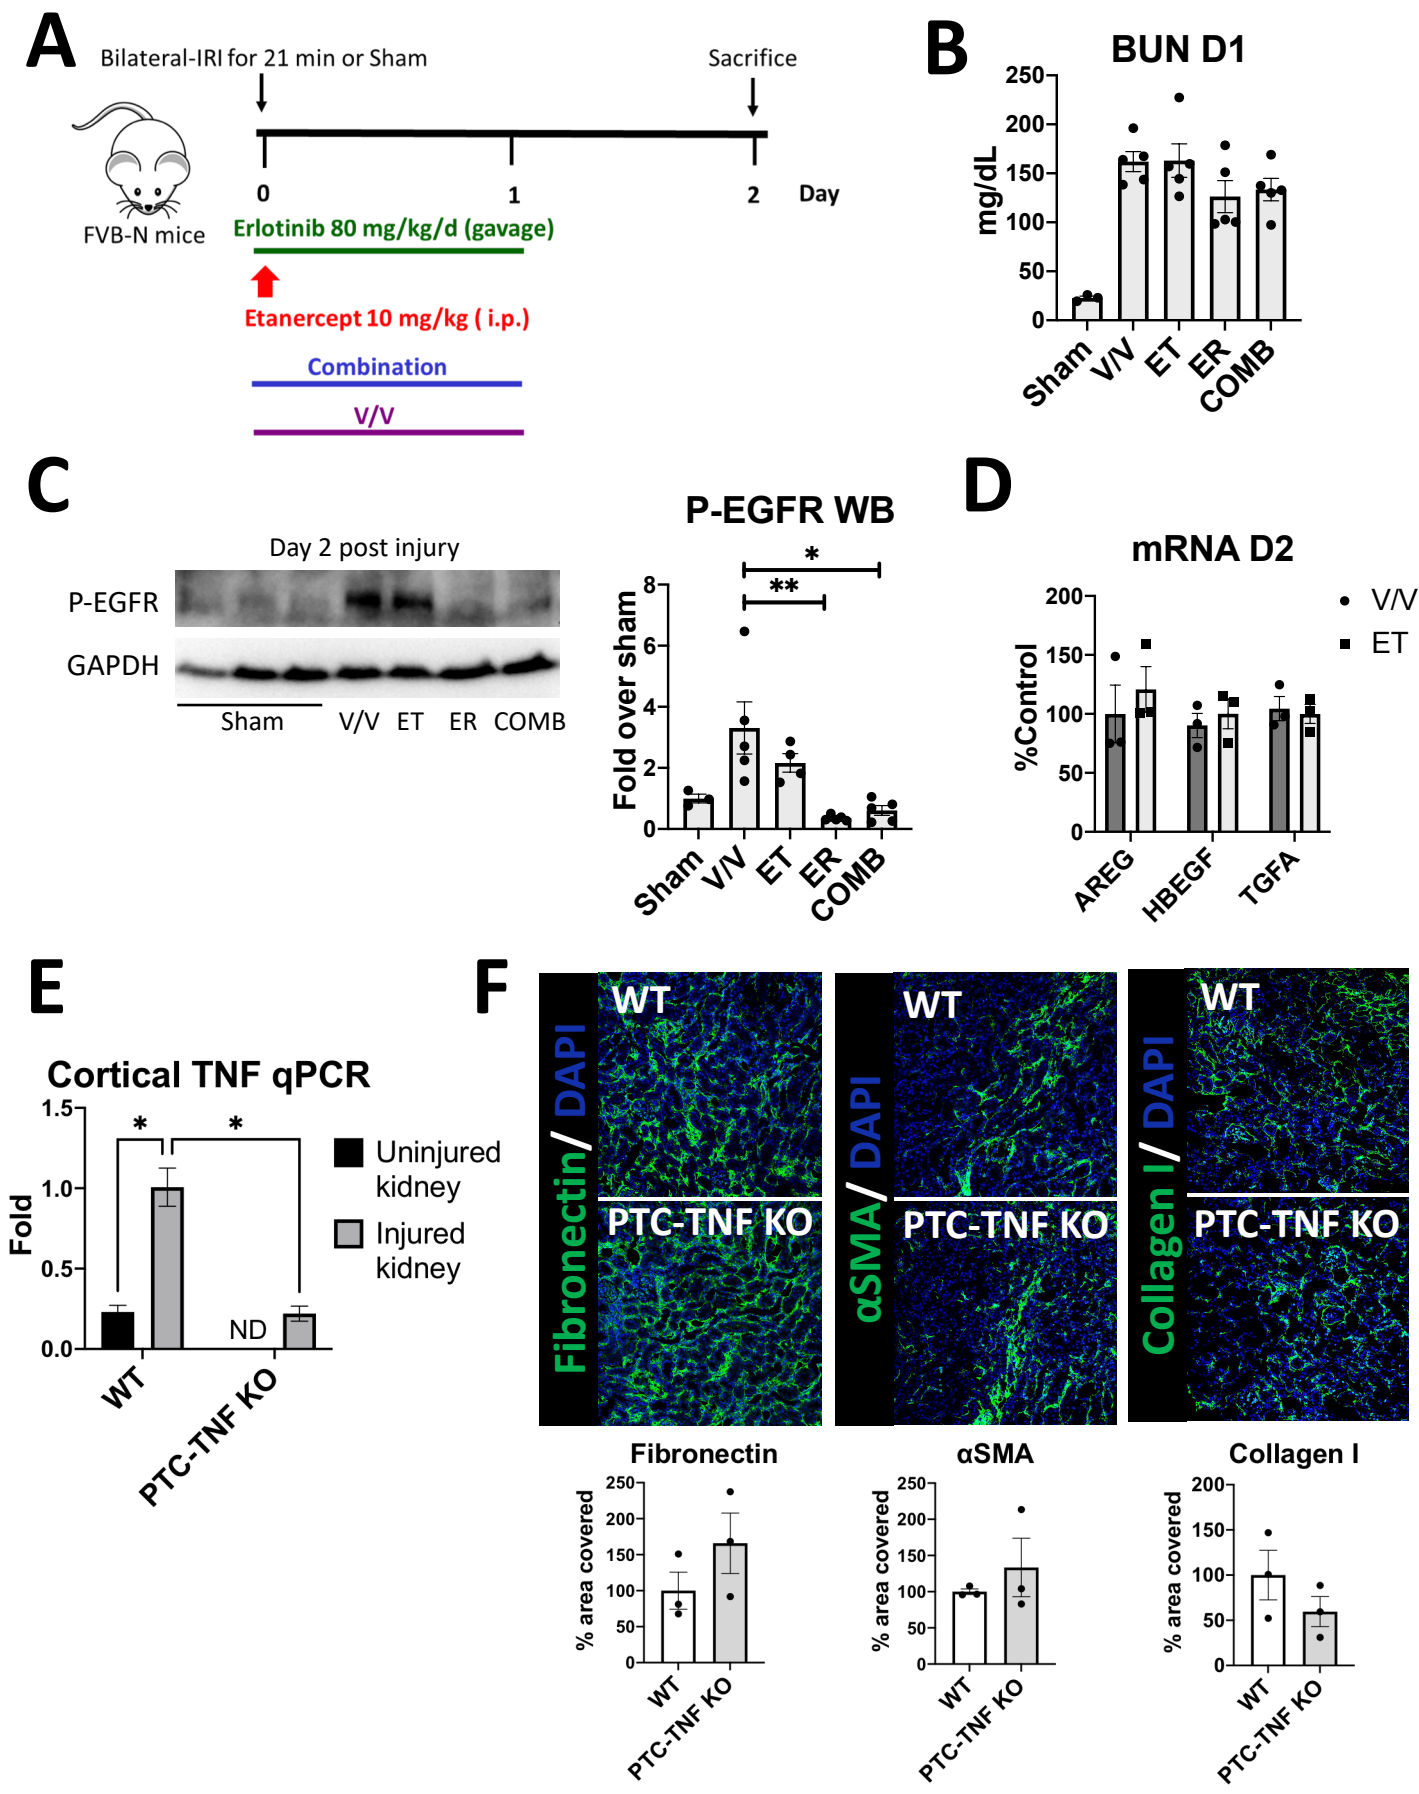 A
Bilateral-IRI for 21 min or Sham
Sacrifice
FVB-N mice
0
1
2
Day
Erlotinib 80 mg/kg/d (gavage)
Etanercept 10 mg/kg ( i.p.)
Combination
V/V
B
BUN D1
mg/dL
250
200
150
100
50
0
Sham
V/V
ET
ER
COMB
C
Day 2 post injury
P-EGFR
GAPDH
Sham
V/V
ET
ER
COMB
P-EGFR WB
Fold over sham
8
6
4
2
0
*
**
Sham
V/V
ET
ER
COMB
D
mRNA D2
%Control
200
150
100
50
0
V/V
ET
AREG
HBEGF
TGFA
E
Cortical TNF qPCR
Fold
1.5
1.0
0.5
0.0
*
*
ND
WT
PTC-TNF KO
Uninjured
kidney
Injured
kidney
F
Fibronectin/ DAPI
WT
PTC-TNF KO
αSMA/ DAPI
WT
PTC-TNF KO
Collagen I/ DAPI
WT
PTC-TNF KO
Fibronectin
% area covered
250
200
150
100
50
0
WT
PTC-TNF KO
αSMA
% area covered
250
200
150
100
50
0
WT
PTC-TNF KO
Collagen I
% area covered
200
150
100
50
0
WT
PTC-TNF KO